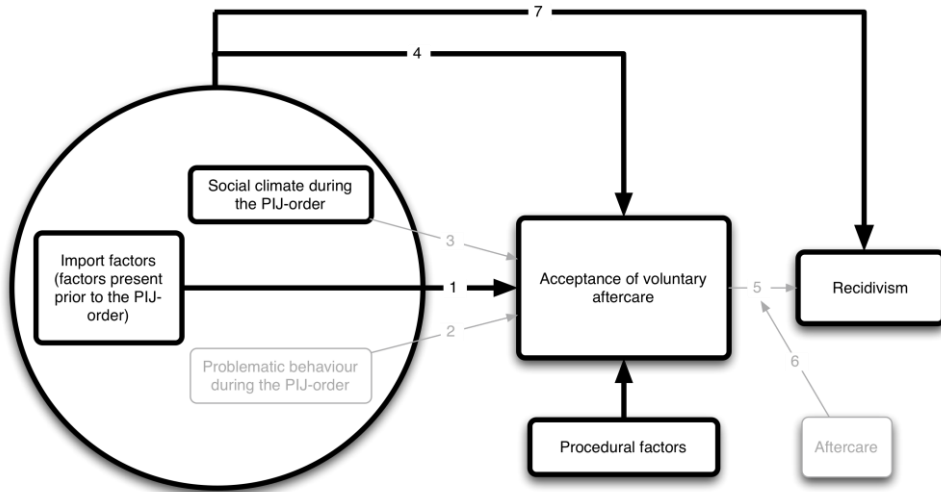 7
4
Social climate during
the PIJ-order
3
Import factors
(factors present
prior to the PIJ-
order)
1
Acceptance of voluntary
aftercare
5
Recidivism
2
Problematic behaviour
during the PIJ-order
6
Procedural factors
Aftercare